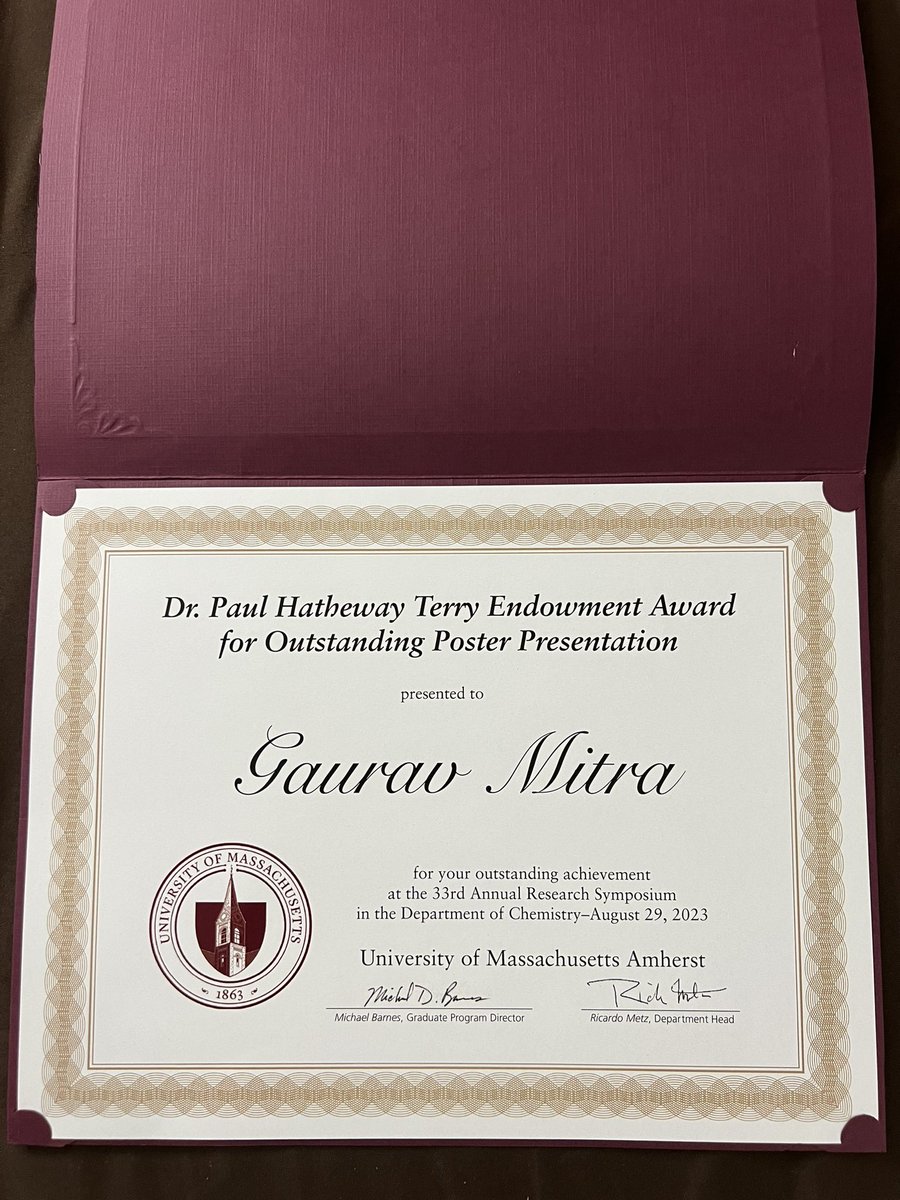 Dr. Paul Hatheway Terry Endowment Award
for Outstanding Poster Presentation
presented to
Gaurav Mitra
for your outstanding achievement
at the 33rd Annual Research Symposium
in the Department of Chemistry–August 29, 2023
University of Massachusetts Amherst
UNIVERSITY OF MASSACHUSETTS
1863
Michael D. Barnes
Michael Barnes, Graduate Program Director
Ricardo Metz, Department Head